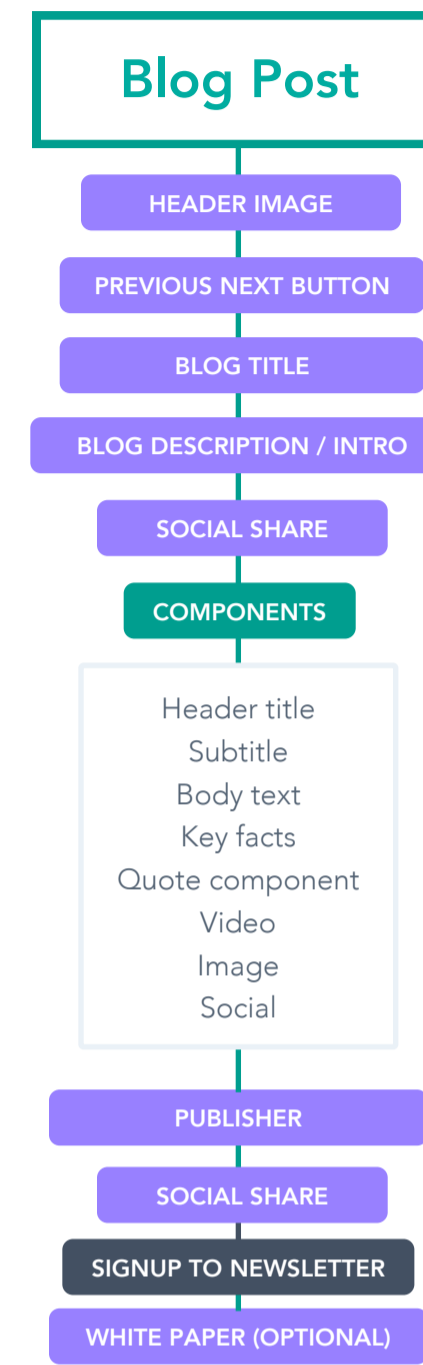 Blog Post
HEADER IMAGE
PREVIOUS NEXT BUTTON
BLOG TITLE
BLOG DESCRIPTION / INTRO
SOCIAL SHARE
COMPONENTS
Header title
Subtitle
Body text
Key facts
Quote component
Video
Image
Social
PUBLISHER
SOCIAL SHARE
SIGNUP TO NEWSLETTER
WHITE PAPER (OPTIONAL)